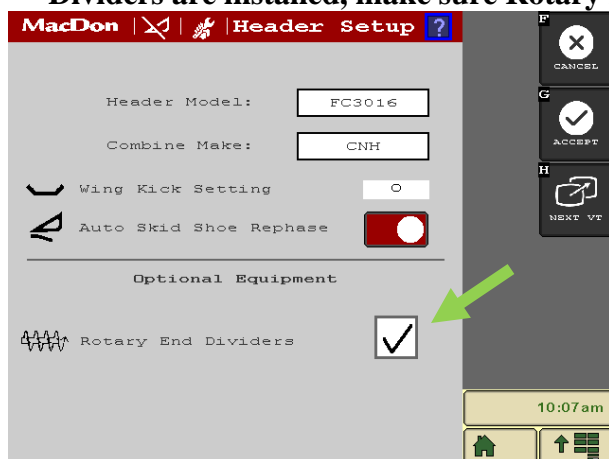 Dividers are installed, make sure Rotary
MacDon Header Setup ?
F
CANCEL
Header Model: FC3016
G
ACCEPT
Combine Make: CNH
H
NEXT VT
Wing Kick Setting 0
Auto Skid Shoe Rephase
Optional Equipment
Rotary End Dividers
10:07am